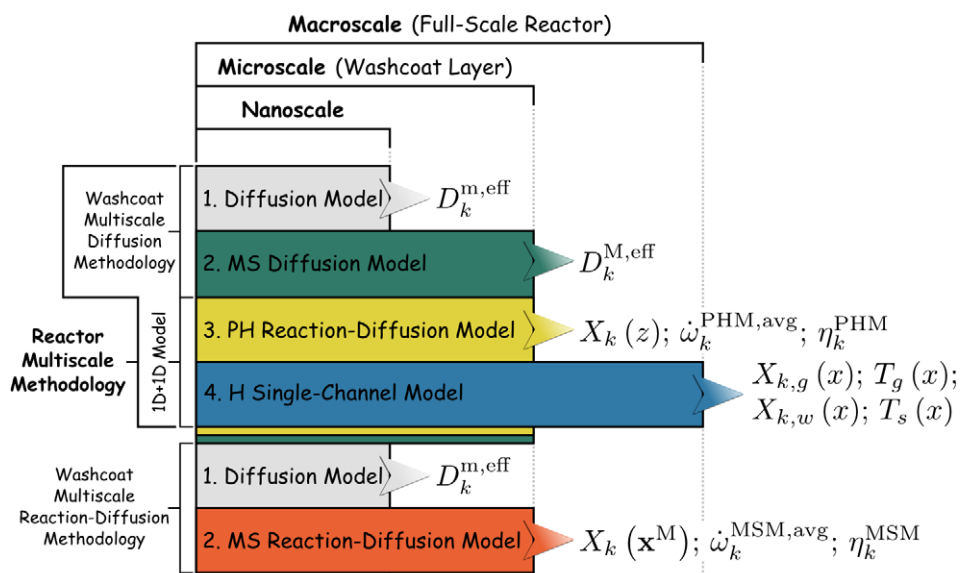 Macroscale (Full-Scale Reactor)
Microscale (Washcoat Layer)
Nanoscale
Washcoat
Multiscale
Diffusion
Methodology
1. Diffusion Model
D_k^{m,eff}
2. MS Diffusion Model
D_k^{M,eff}
Reactor
Multiscale
Methodology
1D+1D Model
3. PH Reaction-Diffusion Model
X_k (z); ω̇_k^{PHM,avg}; η_k^{PHM}
4. H Single-Channel Model
X_{k,g} (x); T_g (x);
X_{k,w} (x); T_s (x)
Washcoat
Multiscale
Reaction-Diffusion
Methodology
1. Diffusion Model
D_k^{m,eff}
2. MS Reaction-Diffusion Model
X_k (x^M); ω̇_k^{MSM,avg}; η_k^{MSM}